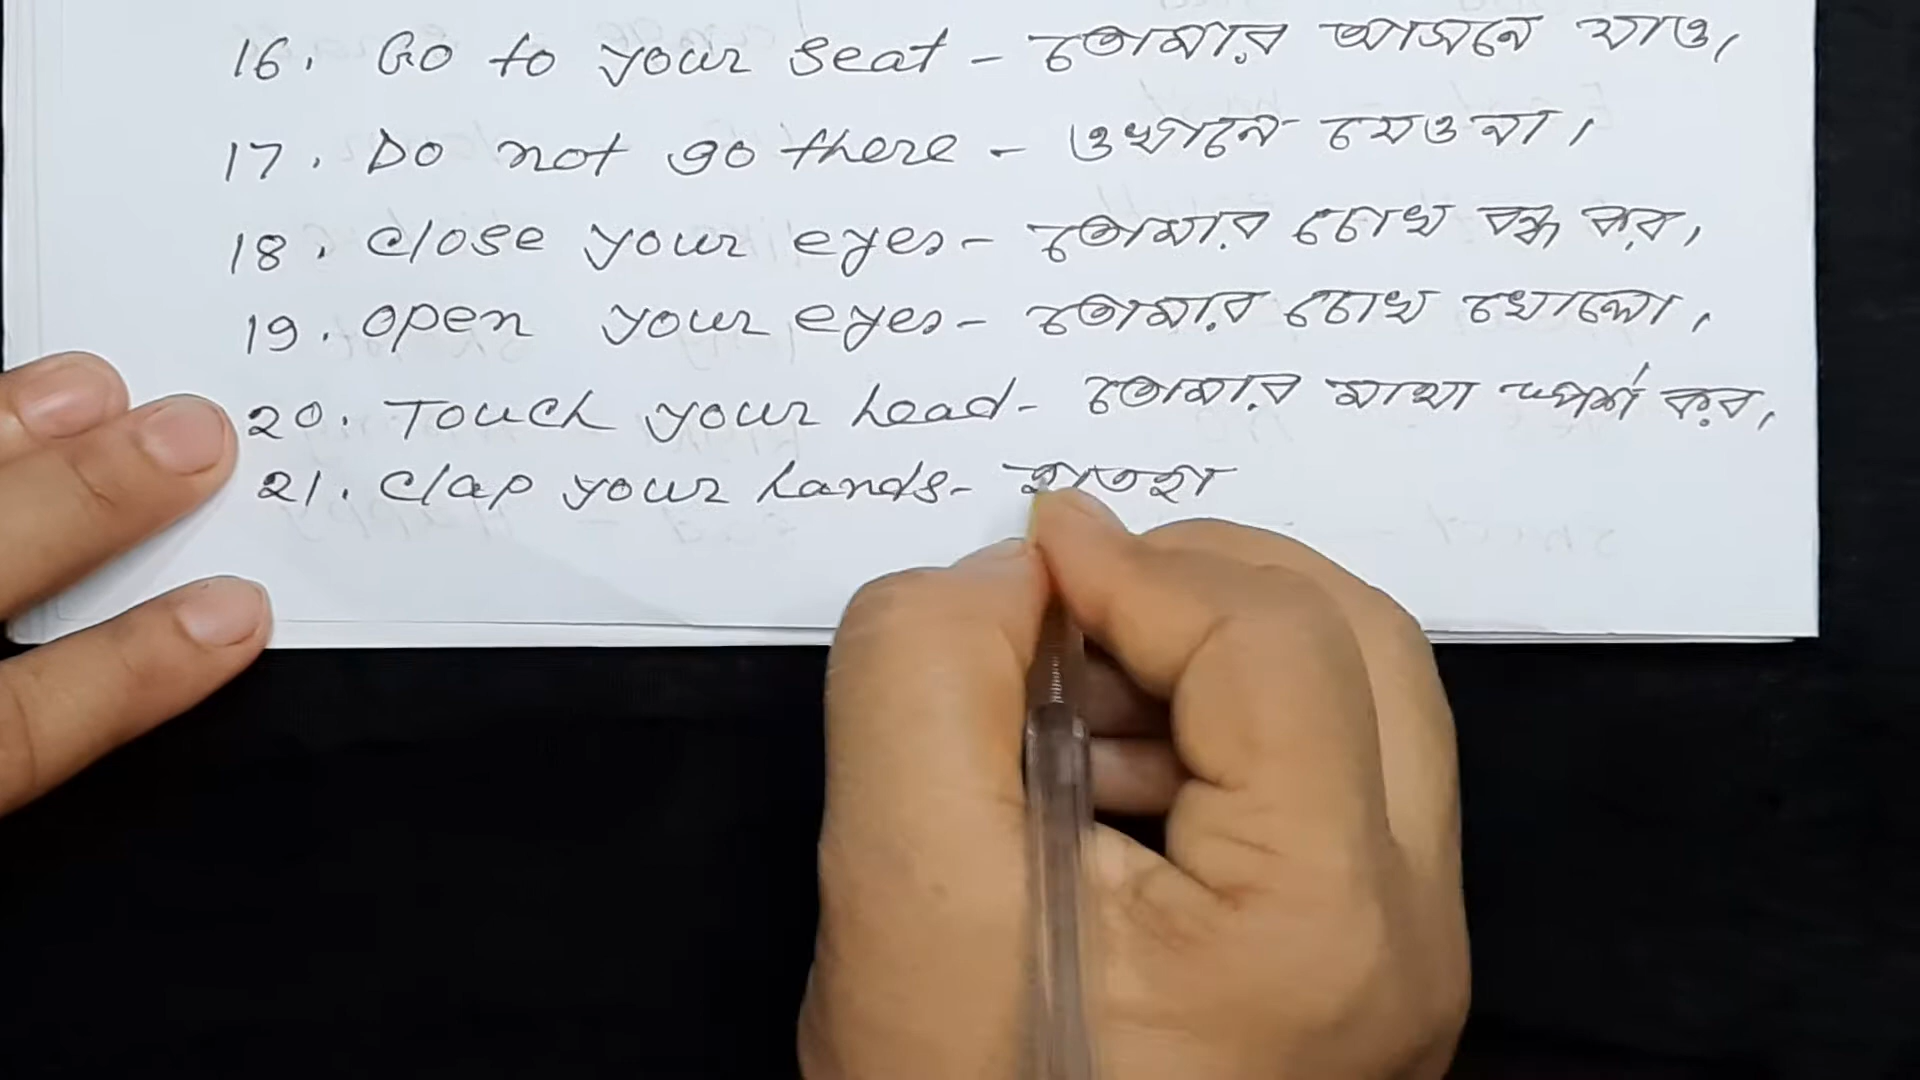 16. Go to your seat - তোমার আসনে যাও।
17. Do not go there - ওখানে যেওনা।
18. close your eyes - তোমার চোখ বন্ধ কর।
19. open your eyes - তোমার চোখ খোলো।
20. Touch your head - তোমার মাথা স্পর্শ কর।
21. Clap your hands -